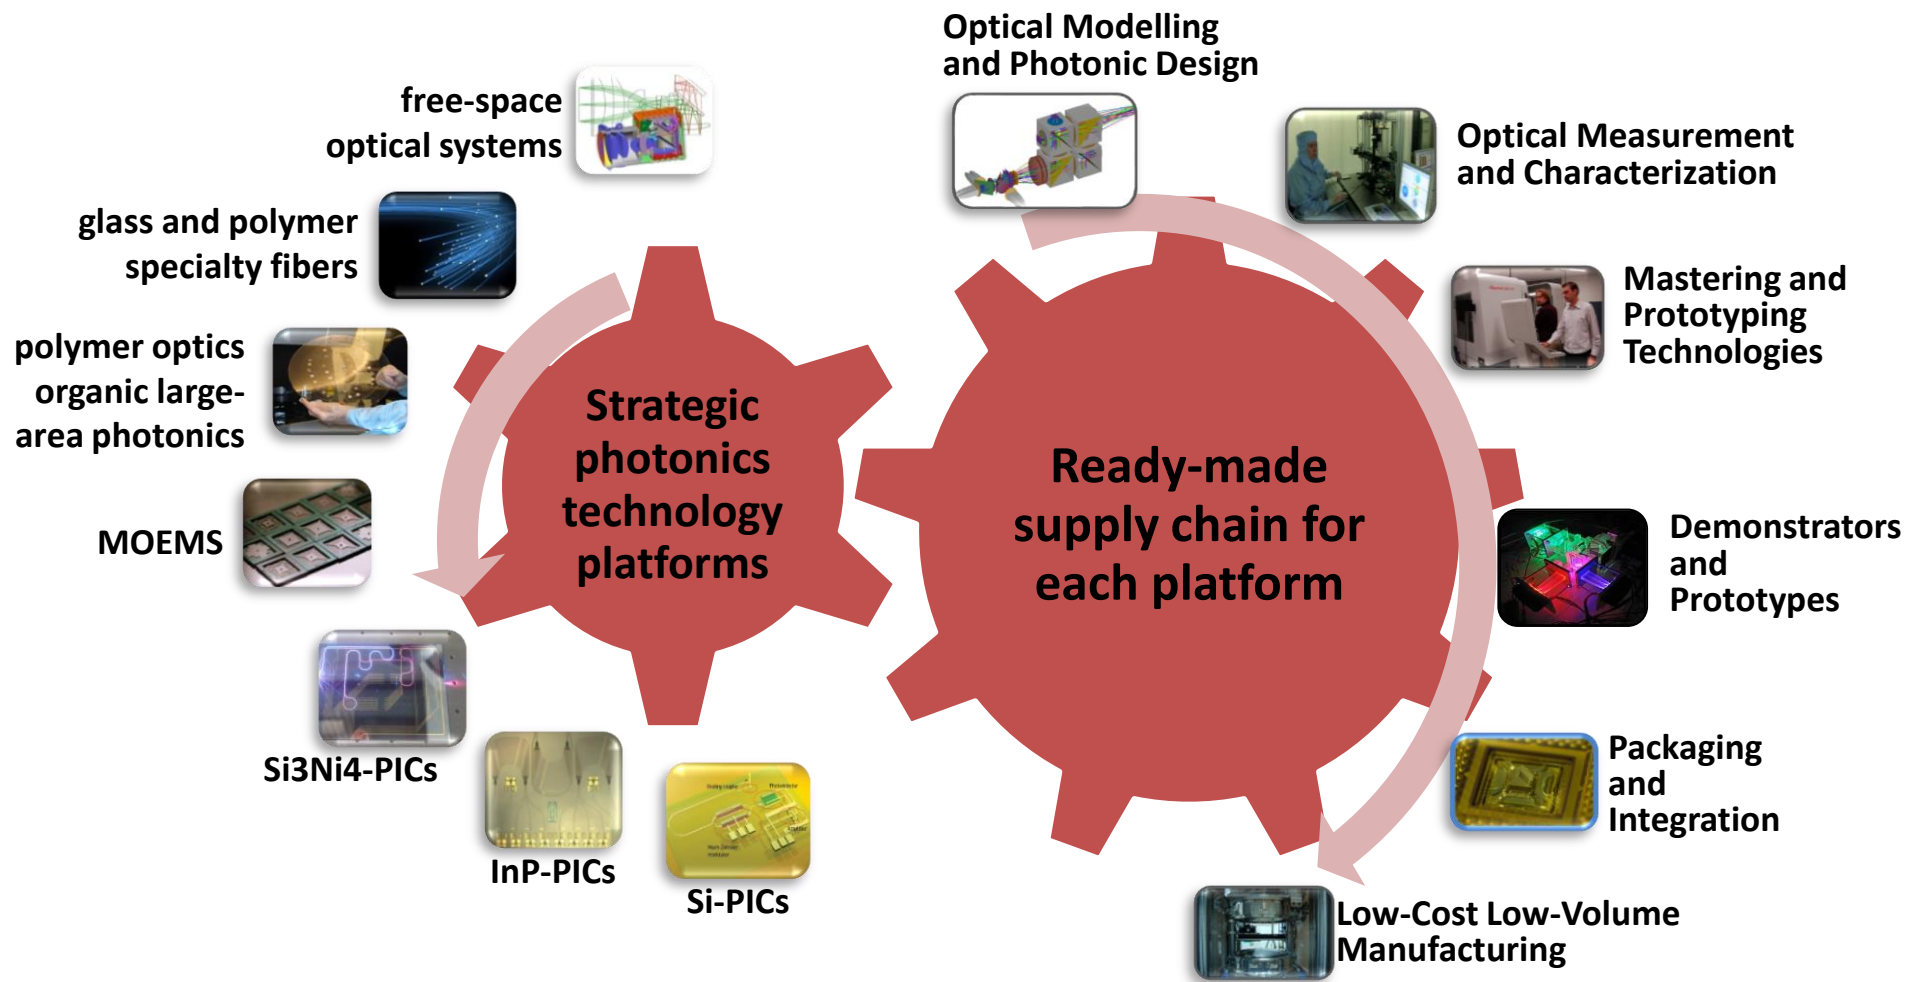 free-space
optical systems
glass and polymer
specialty fibers
polymer optics
organic large-
area photonics
MOEMS
Si3Ni4-PICs
InP-PICs
Si-PICs
Strategic
photonics
technology
platforms
Optical Modelling
and Photonic Design
Optical Measurement
and Characterization
Mastering and
Prototyping
Technologies
Demonstrators
and
Prototypes
Packaging
and
Integration
Low-Cost Low-Volume
Manufacturing
Ready-made
supply chain for
each platform